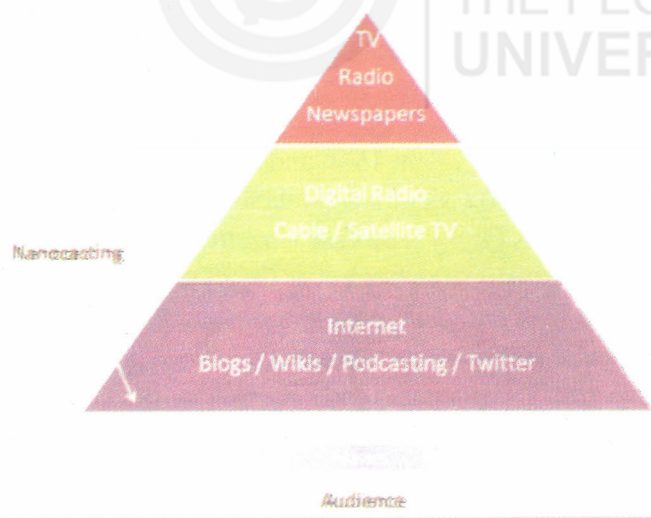 THE PEO
UNIVER
TV
Radio
Newspapers
Digital Radio
Cable / Satellite TV
Nanocasting
Internet
Blogs / Wikis / Podcasting / Twitter
Audience